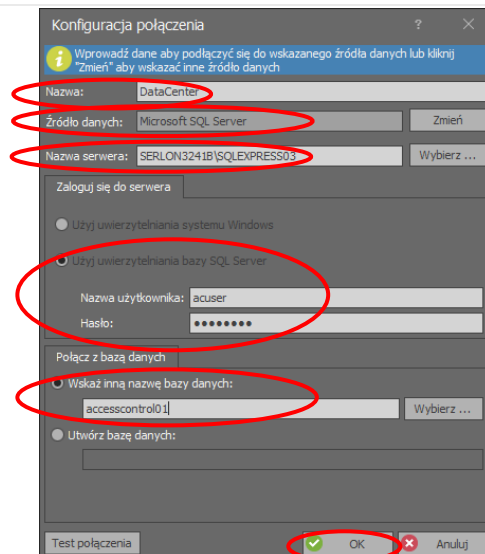 Konfiguracja połączenia ? ×
Wprowadź dane aby podłączyć się do wskazanego źródła danych lub kliknij
"Zmień" aby wskazać inne źródło danych
Nazwa: DataCenter
Źródło danych: Microsoft SQL Server Zmień
Nazwa serwera: SERLON3241B\SQLEXPRESS03 Wybierz ...
Zaloguj się do serwera
Użyj uwierzytelniania systemu Windows
Użyj uwierzytelniania bazy SQL Server
Nazwa użytkownika: acuser
Hasło: ●●●●●●●●
Połącz z bazą danych
Wskaż inną nazwę bazy danych:
accesscontrol01 Wybierz ...
Utwórz bazę danych:
Test połączenia OK Anuluj